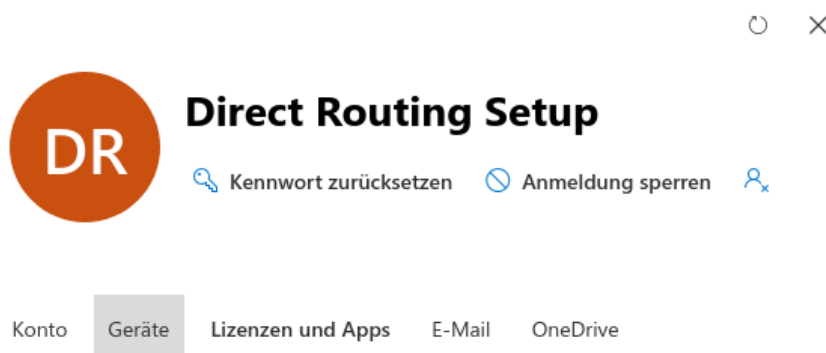 DR
Direct Routing Setup
Kennwort zurücksetzen Anmeldung sperren
Konto Geräte Lizenzen und Apps E-Mail OneDrive